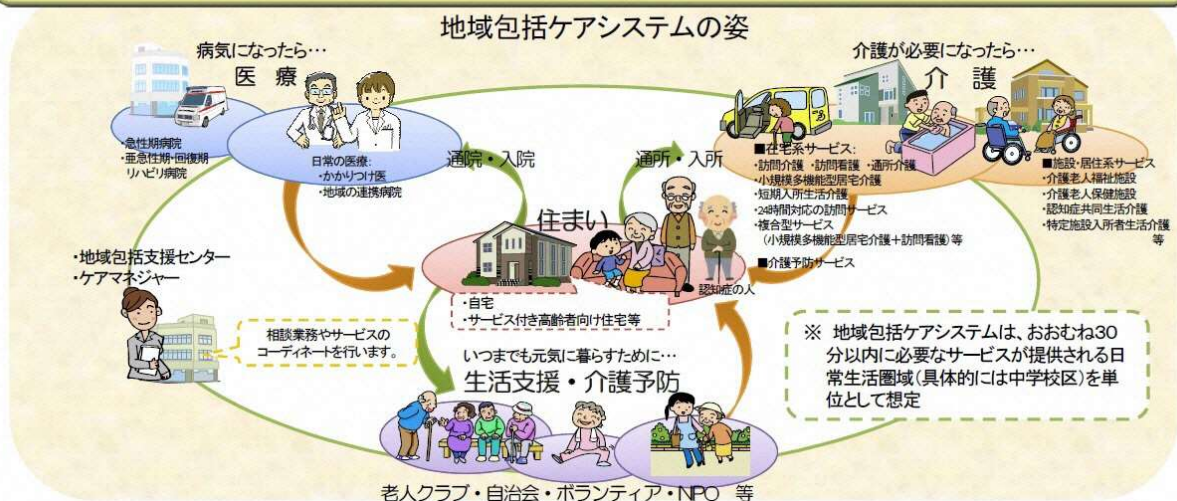 地域包括ケアシステムの姿
病気になったら…
医 療
・急性期病院
・亜急性期・回復期
リハビリ病院
日常の医療:
・かかりつけ医
・地域の連携病院
通院・入院
通所・入所
介護が必要になったら…
介 護
■在宅系サービス:
・訪問介護・訪問看護・通所介護
・小規模多機能型居宅介護
・短期入所生活介護
・24時間対応の訪問サービス
・複合型サービス
(小規模多機能型居宅介護+訪問看護)等
■介護予防サービス
■施設・居住系サービス
・介護老人福祉施設
・介護老人保健施設
・認知症共同生活介護
・特定施設入所者生活介護
等
住まい
認知症の人
・自宅
・サービス付き高齢者向け住宅等
・地域包括支援センター
・ケアマネジャー
相談業務やサービスの
コーディネートを行います。
いつまでも元気に暮らすために…
生活支援・介護予防
老人クラブ・自治会・ボランティア・NPO 等
※ 地域包括ケアシステムは、おおむね30
分以内に必要なサービスが提供される日
常生活圏域(具体的には中学校区)を単
位として想定